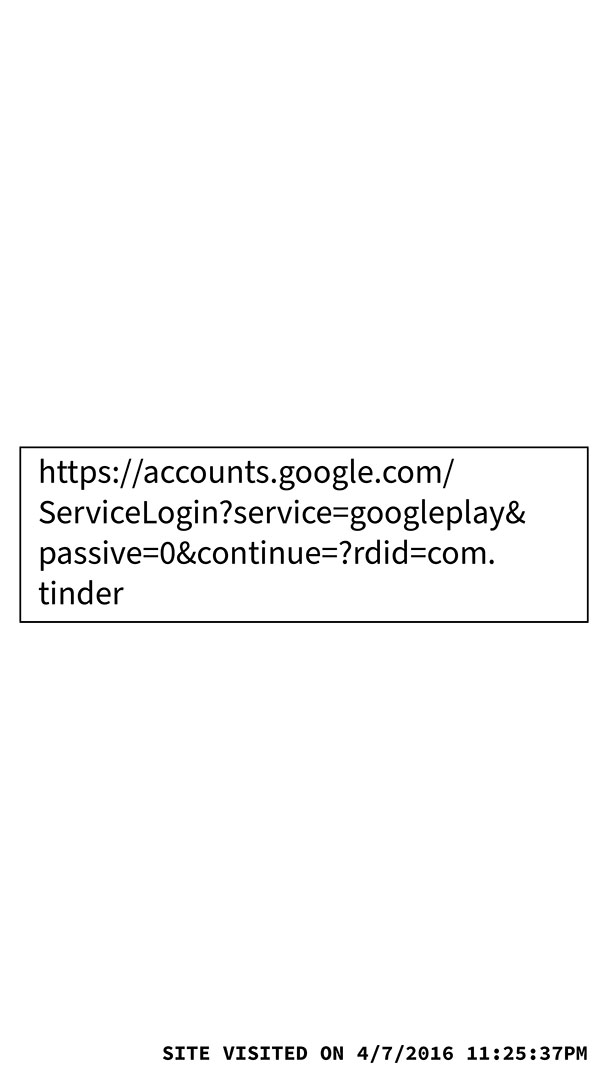 https://accounts.google.com/
ServiceLogin?service=googleplay&
passive=0&continue=?rdid=com.
tinder
SITE VISITED ON 4/7/2016 11:25:37PM